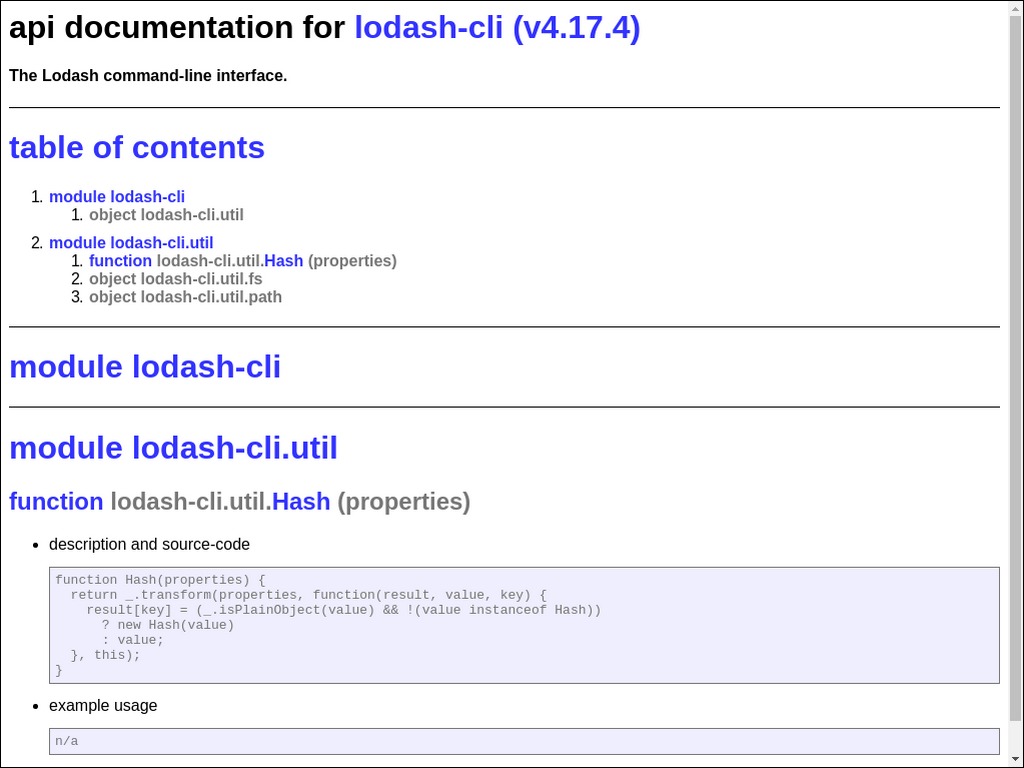 api documentation for lodash-cli (v4.17.4)
The Lodash command-line interface.
table of contents
1. module lodash-cli
1. object lodash-cli.util
2. module lodash-cli.util
1. function lodash-cli.util.Hash (properties)
2. object lodash-cli.util.fs
3. object lodash-cli.util.path
module lodash-cli
module lodash-cli.util
function lodash-cli.util.Hash (properties)
• description and source-code
function Hash(properties) {
  return _.transform(properties, function(result, value, key) {
    result[key] = (_.isPlainObject(value) && !(value instanceof Hash))
      ? new Hash(value)
      : value;
  }, this);
}
• example usage
n/a